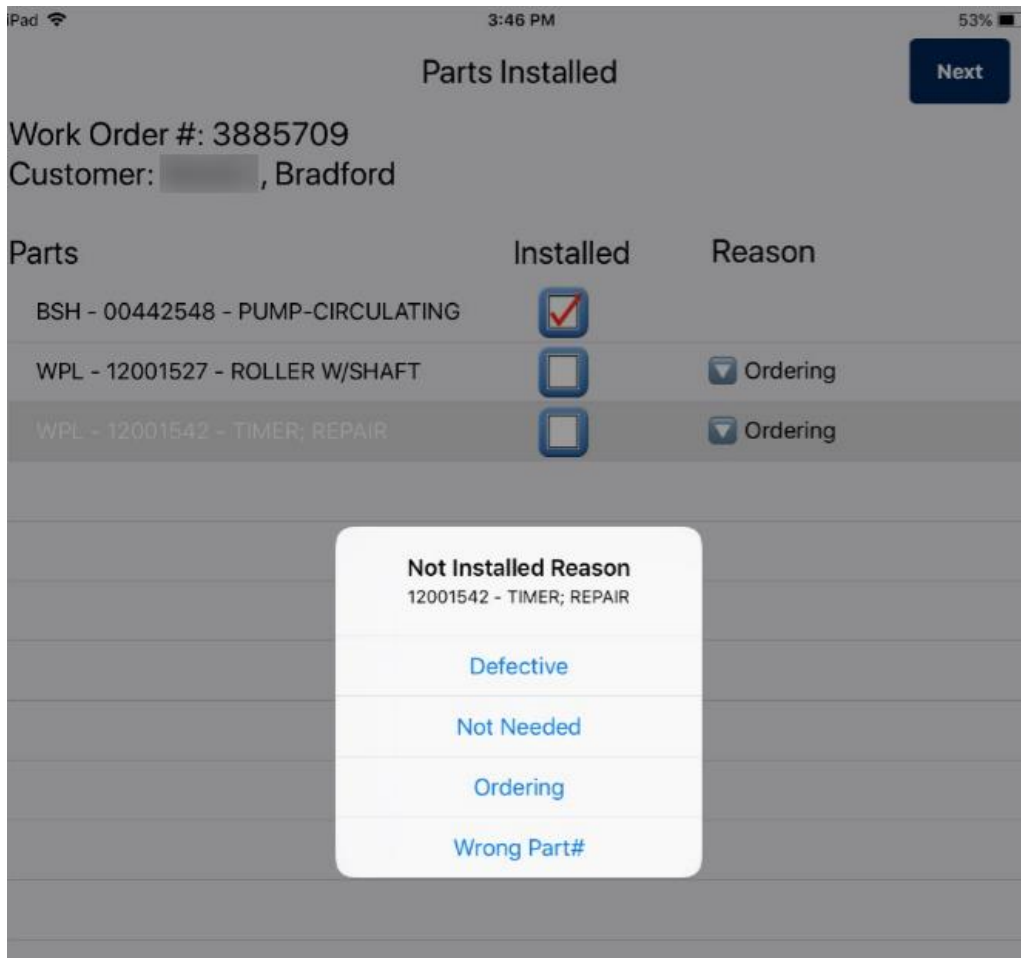 iPad 3:46 PM 53%
Parts Installed Next
Work Order #: 3885709
Customer: , Bradford
Parts Installed Reason
BSH - 00442548 - PUMP-CIRCULATING
WPL - 12001527 - ROLLER W/SHAFT Ordering
WPL - 12001542 - TIMER; REPAIR Ordering
Not Installed Reason
12001542 - TIMER; REPAIR
Defective
Not Needed
Ordering
Wrong Part#